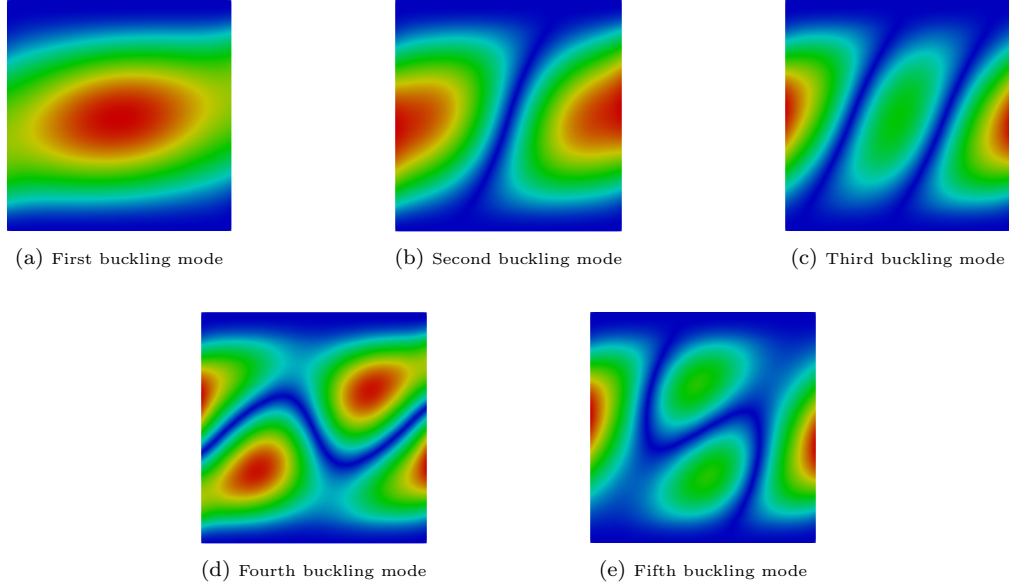 (a) First buckling mode
(b) Second buckling mode
(c) Third buckling mode
(d) Fourth buckling mode
(e) Fifth buckling mode